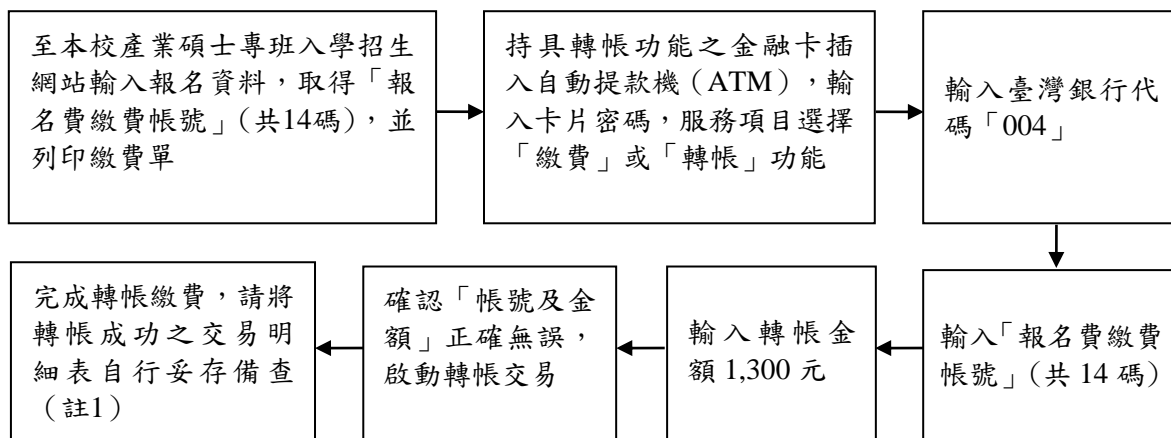 至本校產業碩士專班入學招生
網站輸入報名資料，取得「報
名費繳費帳號」（共14碼），並
列印繳費單
持具轉帳功能之金融卡插
入自動提款機（ATM），輸
入卡片密碼，服務項目選擇
「繳費」或「轉帳」功能
輸入臺灣銀行代
碼「004」
輸入「報名費繳費
帳號」（共 14 碼）
輸入轉帳金
額 1,300 元
確認「帳號及金
額」正確無誤，
啟動轉帳交易
完成轉帳繳費，請將
轉帳成功之交易明
細表自行妥存備查
（註1）